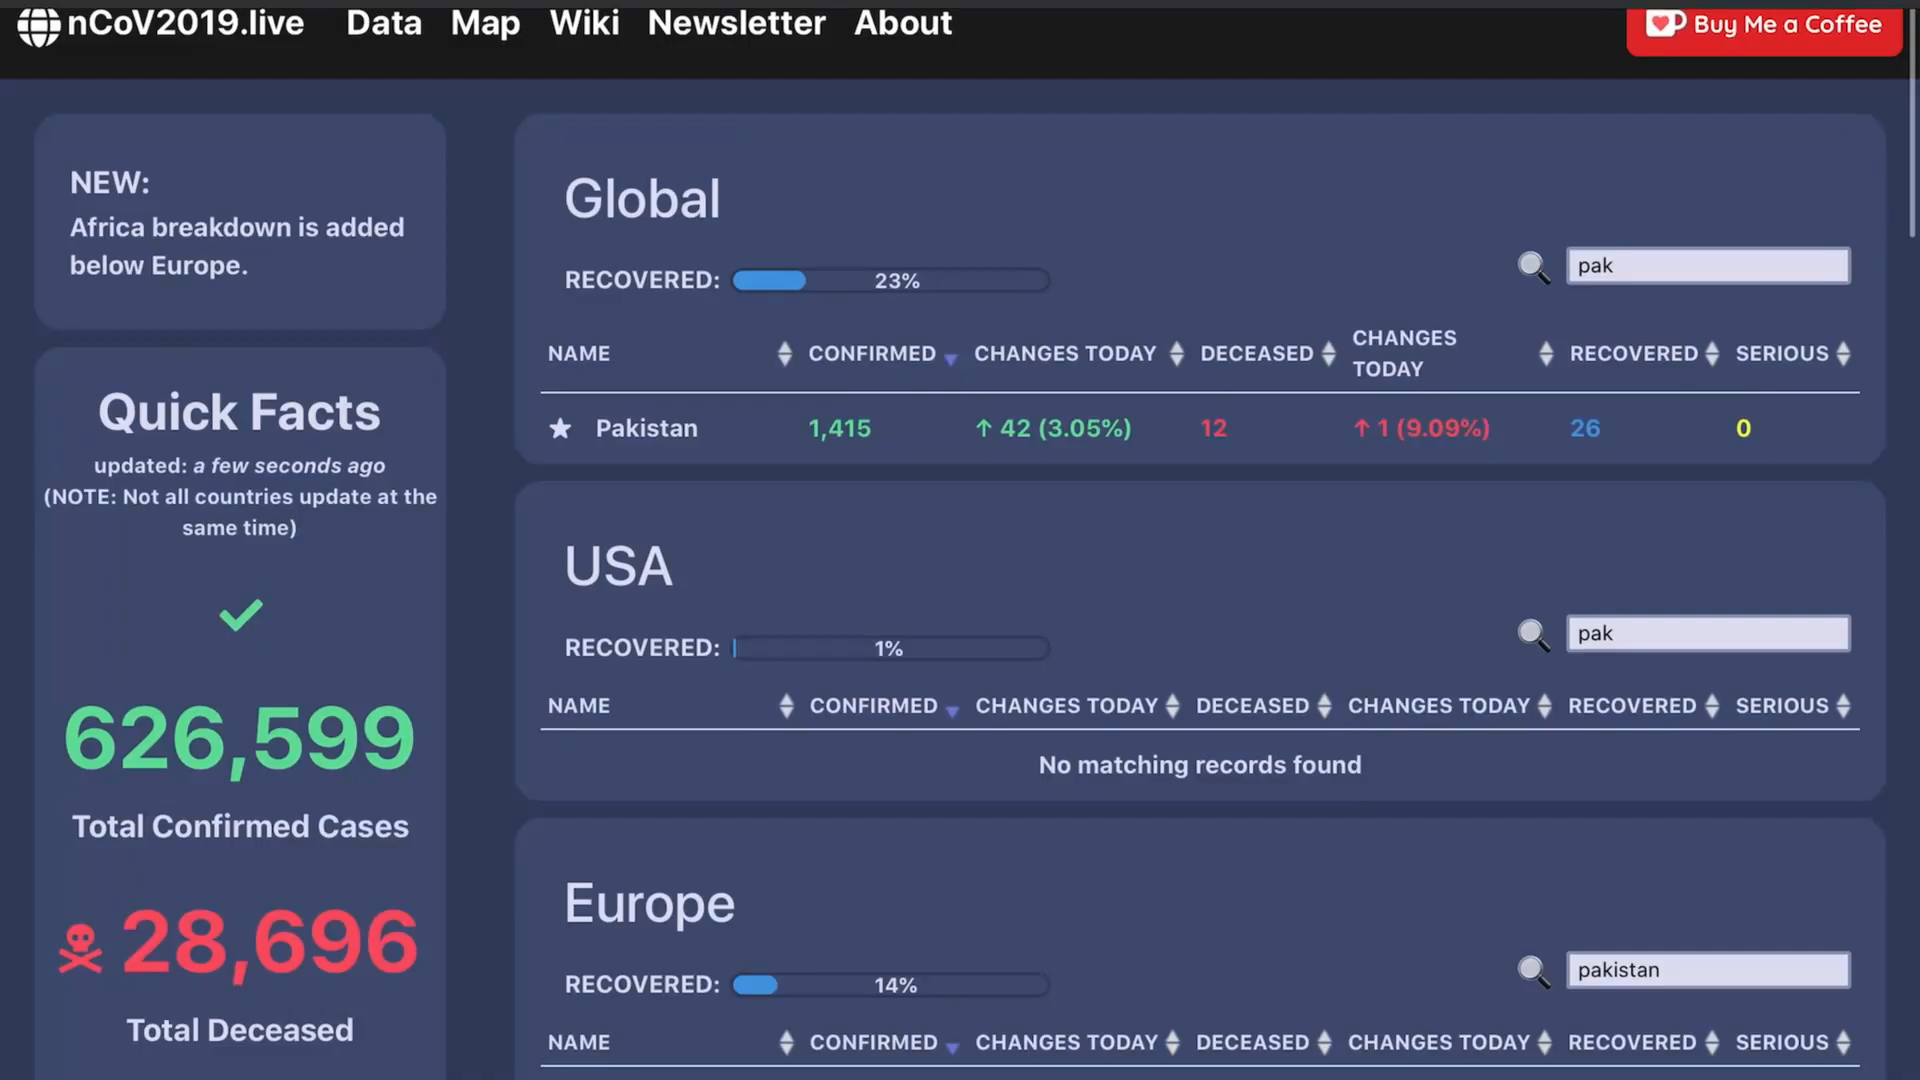 nCoV2019.live Data Map Wiki Newsletter About Buy Me a Coffee
NEW:
Africa breakdown is added
below Europe.
Quick Facts
updated: a few seconds ago
(NOTE: Not all countries update at the
same time)
626,599
Total Confirmed Cases
28,696
Total Deceased
Global
RECOVERED: 23% pak
NAME CONFIRMED CHANGES TODAY DECEASED CHANGES TODAY RECOVERED SERIOUS
Pakistan 1,415 ↑ 42 (3.05%) 12 ↑ 1 (9.09%) 26 0
USA
RECOVERED: 1% pak
NAME CONFIRMED CHANGES TODAY DECEASED CHANGES TODAY RECOVERED SERIOUS
No matching records found
Europe
RECOVERED: 14% pakistan
NAME CONFIRMED CHANGES TODAY DECEASED CHANGES TODAY RECOVERED SERIOUS